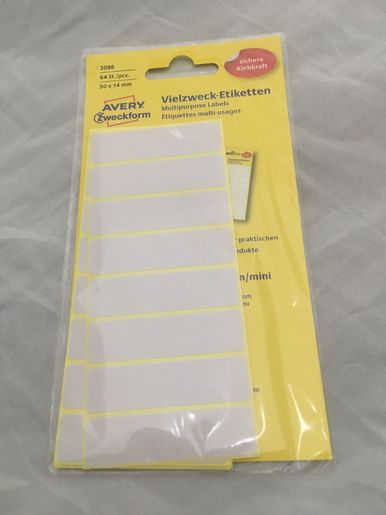 3086
64 St./pcs.
50 x 14 mm
sichere
Klebkraft
AVERY
Zweckform
Vielzweck-Etiketten
Multipurpose Labels
Étiquettes multi-usages
praktischen
n/mini